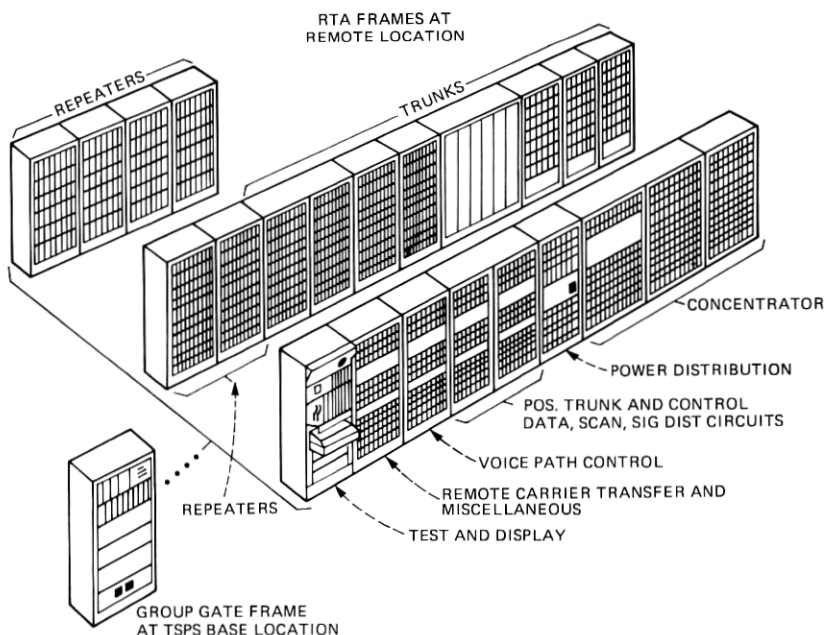 RTA FRAMES AT
REMOTE LOCATION
REPEATERS
TRUNKS
CONCENTRATOR
POWER DISTRIBUTION
POS. TRUNK AND CONTROL
DATA, SCAN, SIG DIST CIRCUITS
VOICE PATH CONTROL
REMOTE CARRIER TRANSFER AND
MISCELLANEOUS
TEST AND DISPLAY
REPEATERS
GROUP GATE FRAME
AT TSPS BASE LOCATION